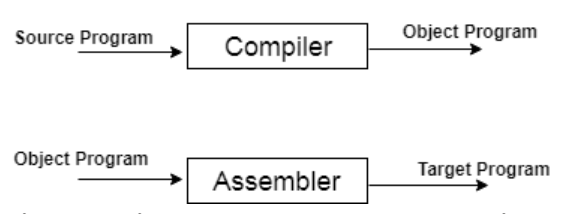 Source Program
Compiler
Object Program
Object Program
Assembler
Target Program